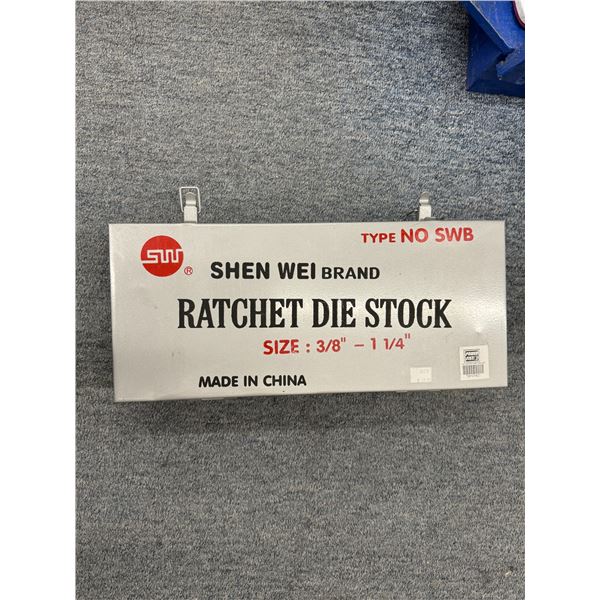 TYPE NO SWB
SW ®
SHEN WEI BRAND
RATCHET DIE STOCK
SIZE : 3/8" – 1 1/4"
MADE IN CHINA